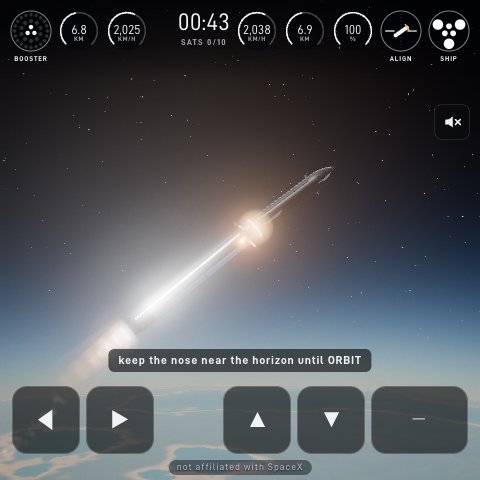 00:43
SATS 0/10
6.8
KM
2,025
KM/H
2,038
KM/H
6.9
KM
100
%
BOOSTER
ALIGN
SHIP
keep the nose near the horizon until ORBIT
not affiliated with SpaceX